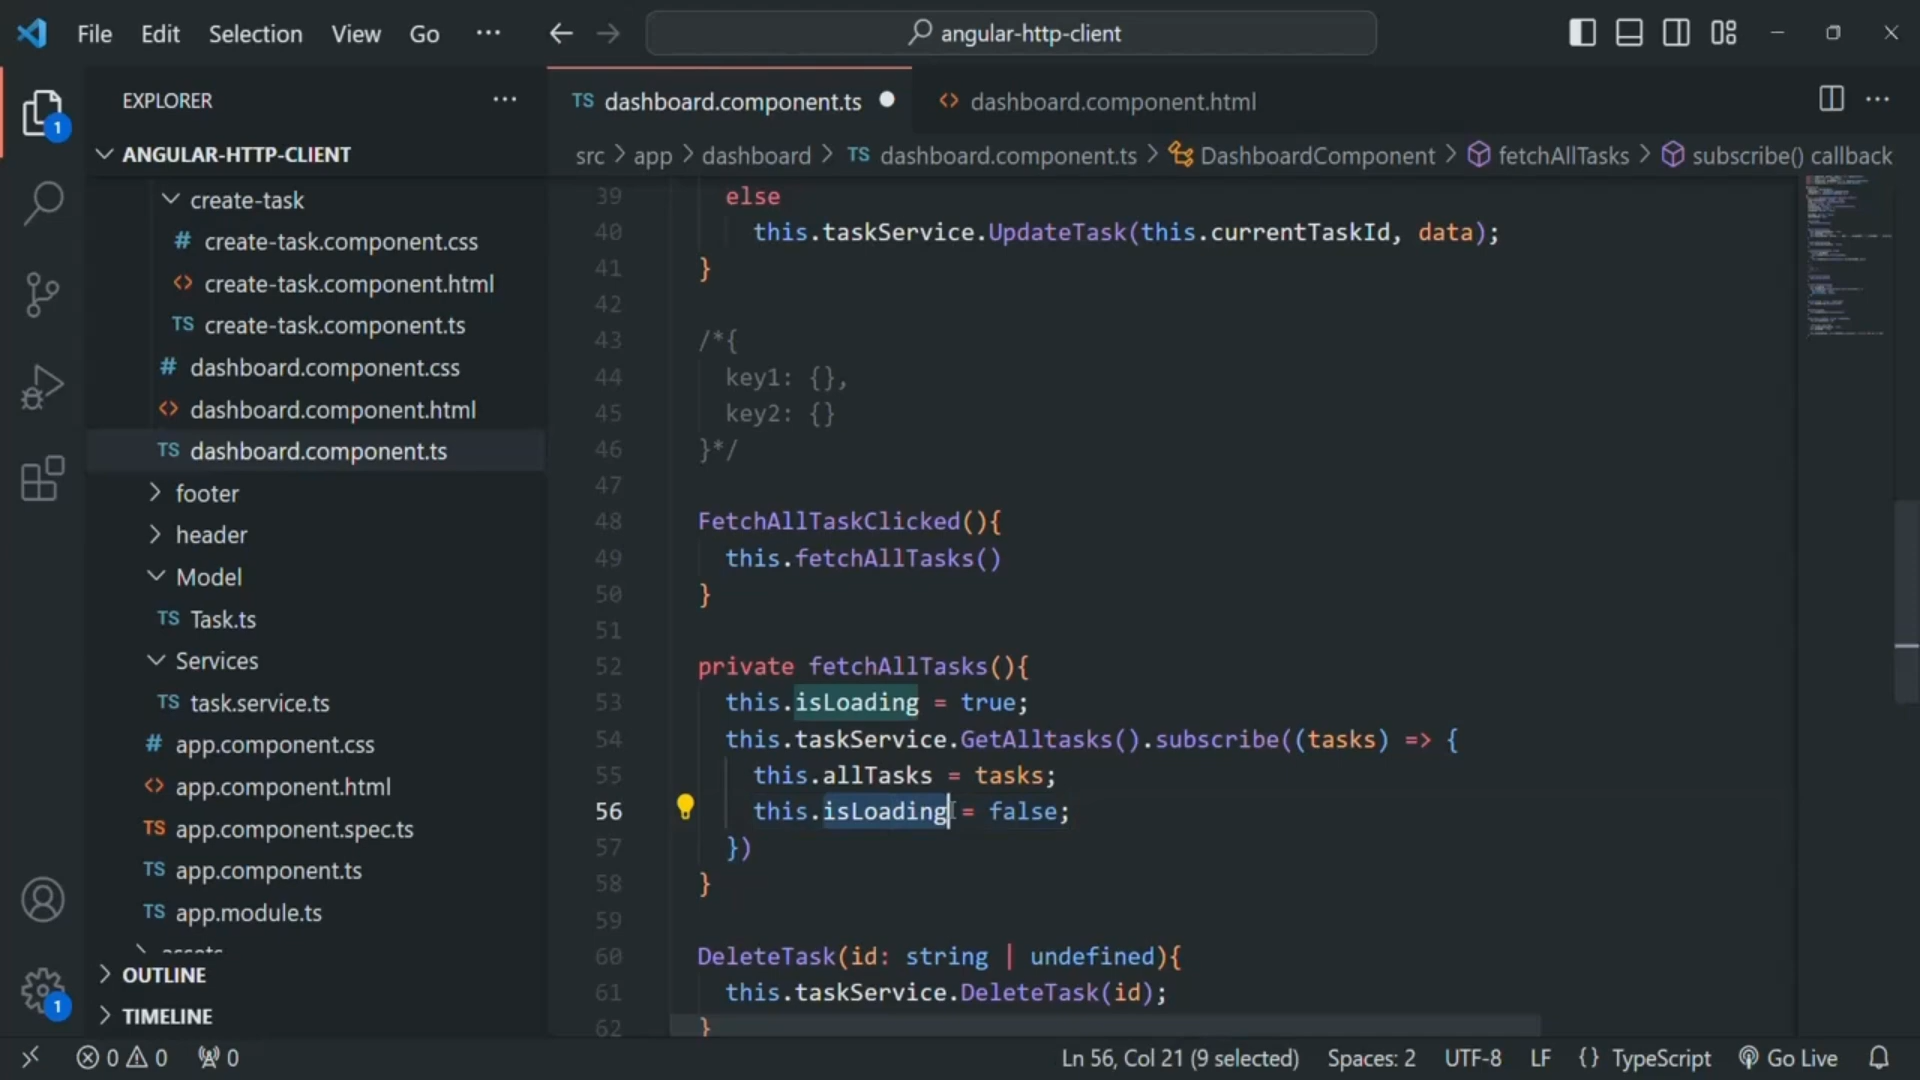 File Edit Selection View Go ··· angular-http-client
EXPLORER ···
ANGULAR-HTTP-CLIENT
create-task
# create-task.component.css
<> create-task.component.html
TS create-task.component.ts
# dashboard.component.css
<> dashboard.component.html
TS dashboard.component.ts
footer
header
Model
TS Task.ts
Services
TS task.service.ts
# app.component.css
<> app.component.html
TS app.component.spec.ts
TS app.component.ts
TS app.module.ts
assets
OUTLINE
TIMELINE
1
1
TS dashboard.component.ts <> dashboard.component.html ···
src > app > dashboard > TS dashboard.component.ts > DashboardComponent > fetchAllTasks > subscribe() callback
39 else
40 this.taskService.UpdateTask(this.currentTaskId, data);
41 }
42
43 /*{
44 key1: {},
45 key2: {}
46 }*/
47
48 FetchAllTaskClicked(){
49 this.fetchAllTasks()
50 }
51
52 private fetchAllTasks(){
53 this.isLoading = true;
54 this.taskService.GetAlltasks().subscribe((tasks) => {
55 this.allTasks = tasks;
56 this.isLoading = false;
57 })
58 }
59
60 DeleteTask(id: string | undefined){
61 this.taskService.DeleteTask(id);
62 }
0 0 0 Ln 56, Col 21 (9 selected) Spaces: 2 UTF-8 LF {} TypeScript Go Live